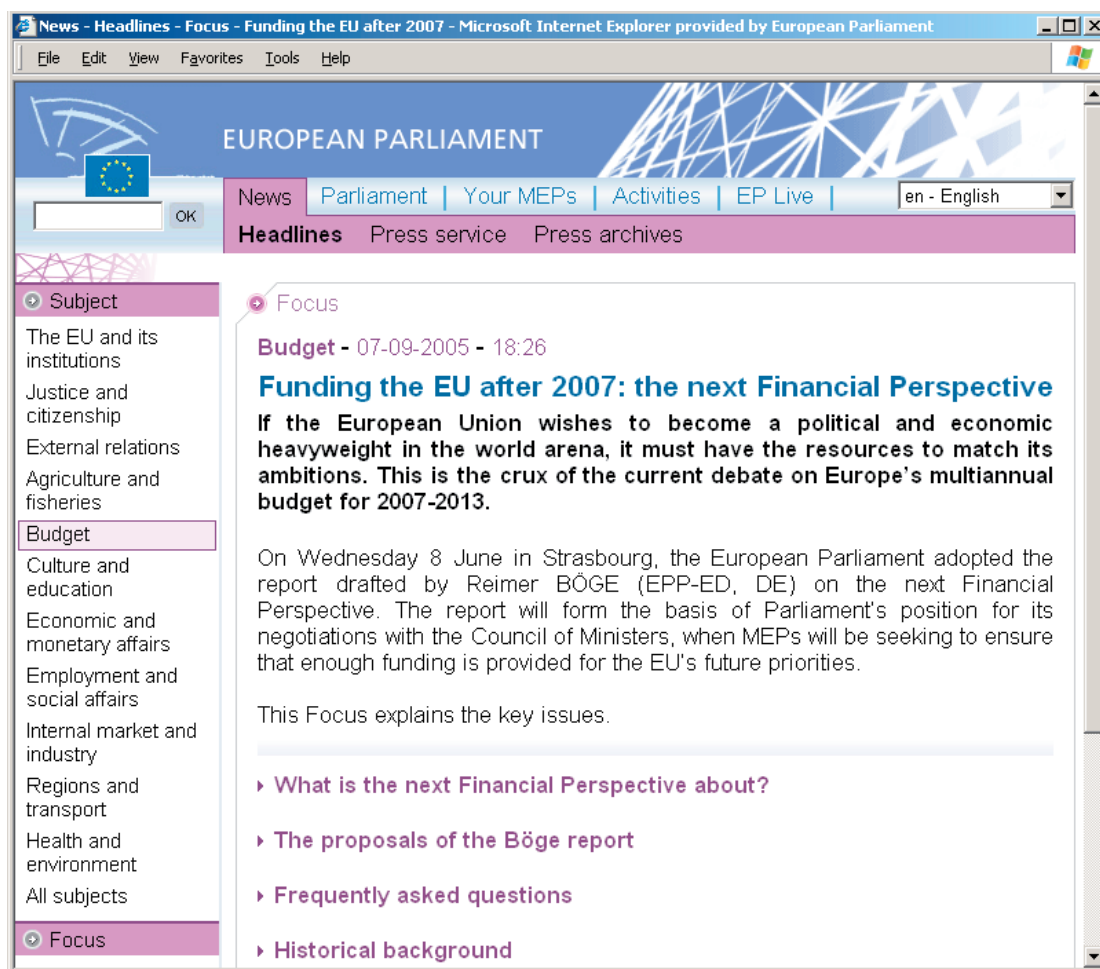 News - Headlines - Focus - Funding the EU after 2007 - Microsoft Internet Explorer provided by European Parliament
File Edit View Favorites Tools Help
EUROPEAN PARLIAMENT
News Parliament | Your MEPs | Activities | EP Live |
en - English
OK
Headlines Press service Press archives
Subject
The EU and its
institutions
Justice and
citizenship
External relations
Agriculture and
fisheries
Budget
Culture and
education
Economic and
monetary affairs
Employment and
social affairs
Internal market and
industry
Regions and
transport
Health and
environment
All subjects
Focus
Focus
Budget - 07-09-2005 - 18:26
Funding the EU after 2007: the next Financial Perspective
If the European Union wishes to become a political and economic
heavyweight in the world arena, it must have the resources to match its
ambitions. This is the crux of the current debate on Europe's multiannual
budget for 2007-2013.
On Wednesday 8 June in Strasbourg, the European Parliament adopted the
report drafted by Reimer BÖGE (EPP-ED, DE) on the next Financial
Perspective. The report will form the basis of Parliament's position for its
negotiations with the Council of Ministers, when MEPs will be seeking to ensure
that enough funding is provided for the EU's future priorities.
This Focus explains the key issues.
What is the next Financial Perspective about?
The proposals of the Böge report
Frequently asked questions
Historical background